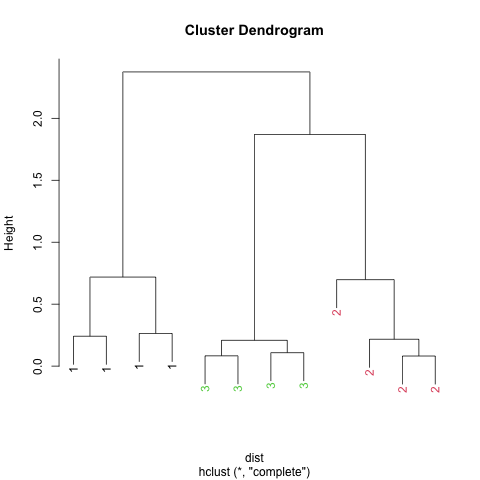 Cluster Dendrogram
Height
0.0 0.5 1.0 1.5 2.0
1 1 1 1 3 3 3 3 2 2 2 2
dist
hclust (*, "complete")